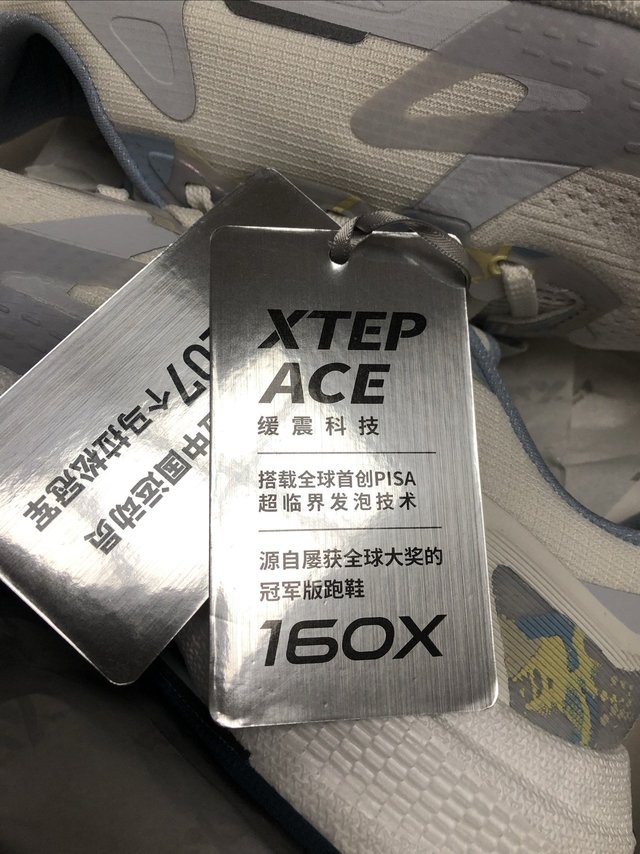 XTEP
ACE
缓震科技
搭载全球首创PISA
超临界发泡技术
源自屡获全球大奖的
冠军版跑鞋
160X
中国运动员
207个马拉松冠军